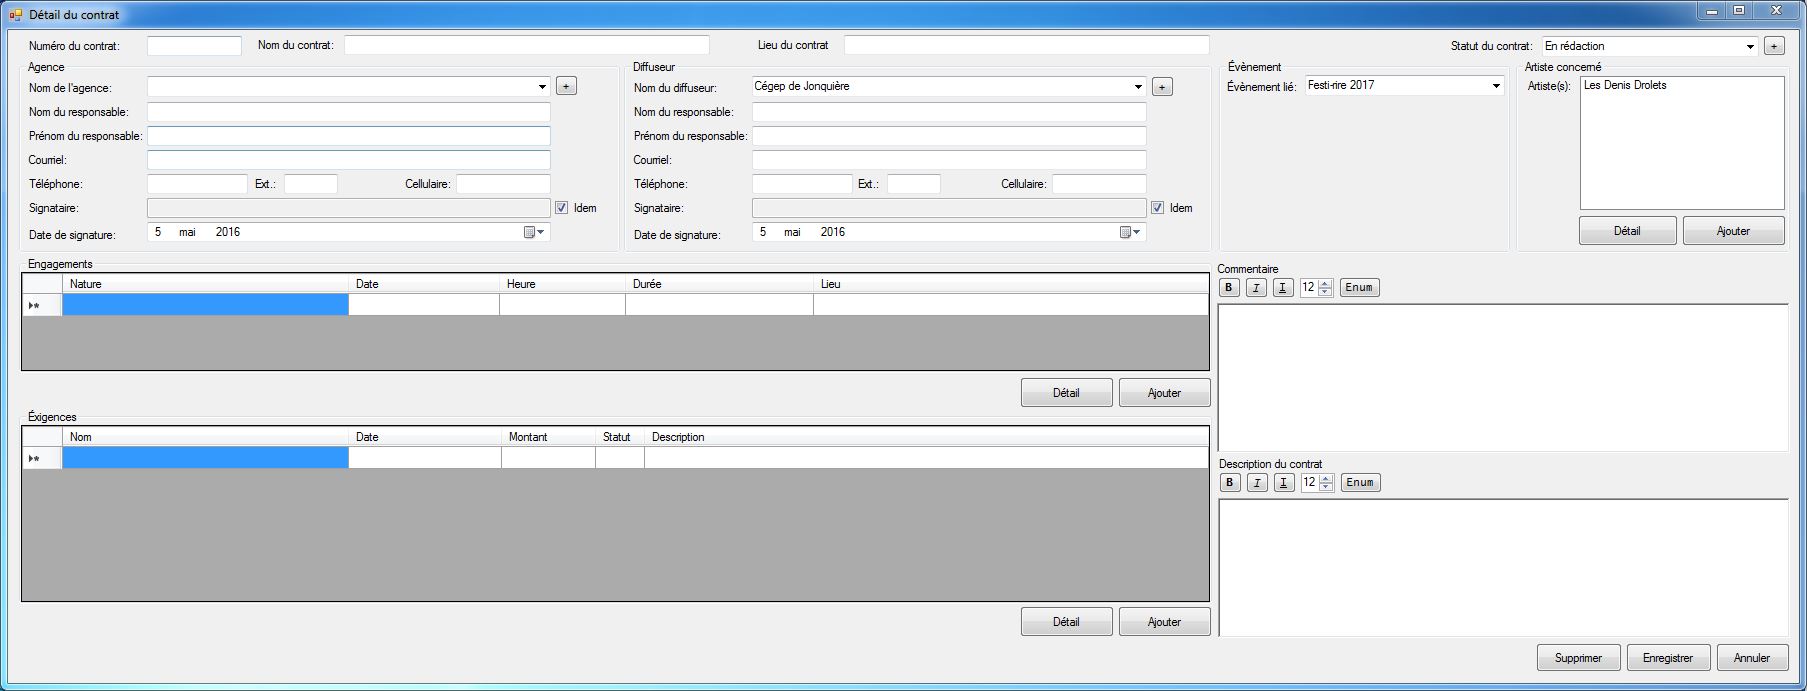 Détail du contrat
Numéro du contrat: Nom du contrat: Lieu du contrat Statut du contrat: En rédaction +
Agence
Nom de l'agence: +
Nom du responsable:
Prénom du responsable:
Courriel:
Téléphone: Ext.: Cellulaire:
Signataire: Idem
Date de signature: 5 mai 2016
Diffuseur
Nom du diffuseur: Cégep de Jonquière +
Nom du responsable:
Prénom du responsable:
Courriel:
Téléphone: Ext.: Cellulaire:
Signataire: Idem
Date de signature: 5 mai 2016
Évènement
Évènement lié: Festi-rire 2017
Artiste concerné
Artiste(s): Les Denis Drolets
Détail Ajouter
Engagements
Nature Date Heure Durée Lieu
Détail Ajouter
Éxigences
Nom Date Montant Statut Description
Détail Ajouter
Commentaire
B I I 12 Enum
Description du contrat
B I I 12 Enum
Supprimer Enregistrer Annuler